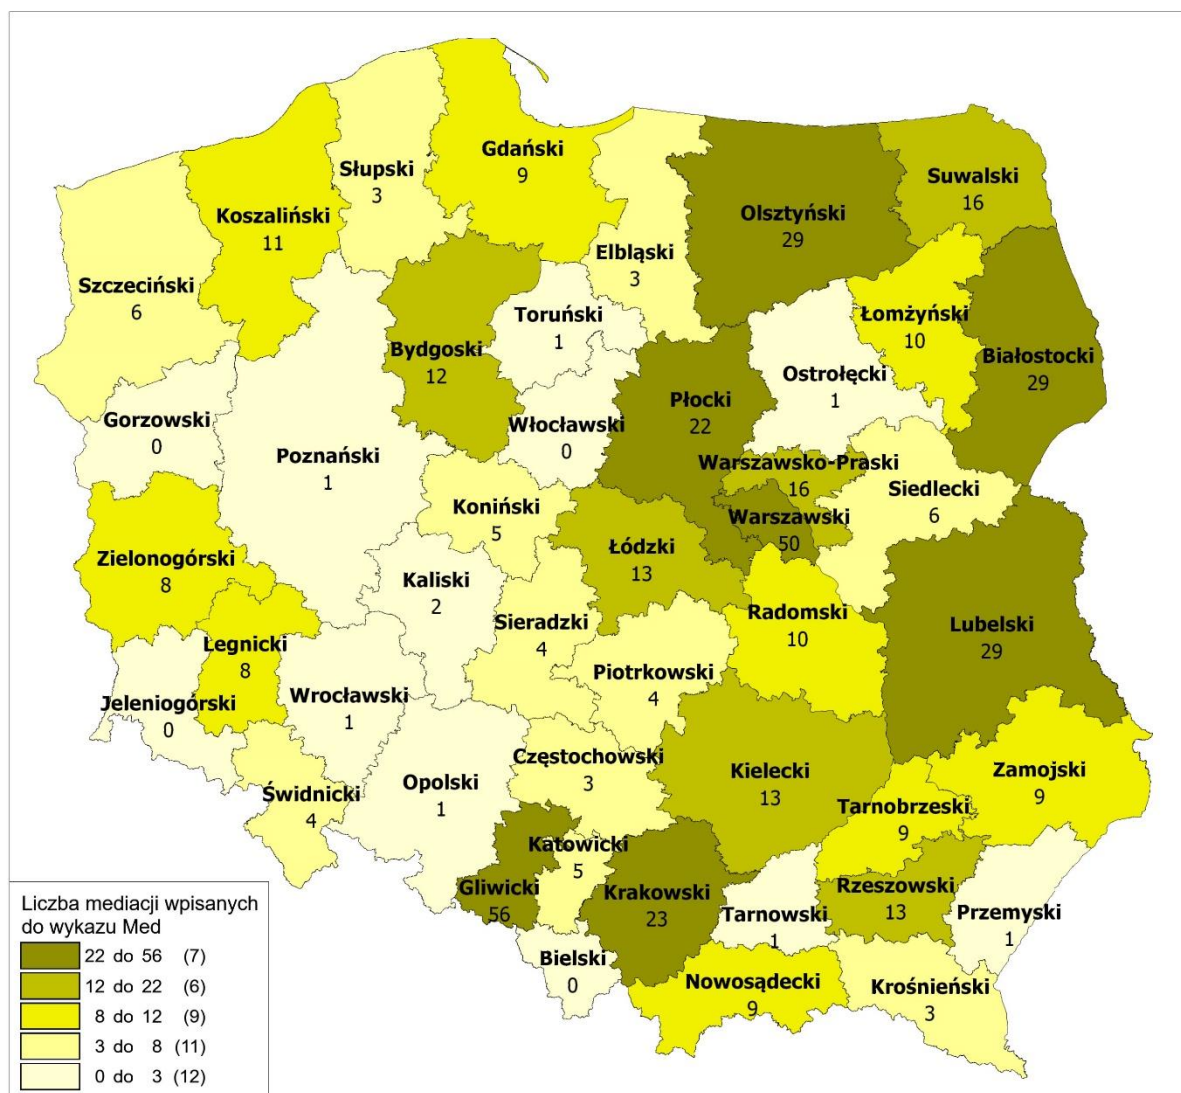 Gdański
9
Słupski
3
Suwalski
16
Koszaliński
11
Olsztyński
29
Elbląski
3
Szczeciński
6
Toruński
1
Łomżyński
10
Bydgoski
12
Białostocki
29
Ostrołęcki
1
Płocki
22
Gorzowski
0
Włocławski
0
Poznański
1
Warszawsko-Praski
16
Siedlecki
6
Koniński
5
Warszawski
50
Zielonogórski
8
Łódzki
13
Kaliski
2
Radomski
10
Sieradzki
4
Lubelski
29
Legnicki
8
Piotrkowski
4
Wrocławski
1
Jeleniogórski
0
Częstochowski
3
Kielecki
13
Zamojski
9
Opolski
1
Świdnicki
4
Tarnobrzeski
9
Katowicki
5
Gliwicki
56
Krakowski
23
Rzeszowski
13
Tarnowski
1
Przemyski
1
Bielski
0
Nowosądecki
9
Krośnieński
3
Liczba mediacji wpisanych
do wykazu Med
22 do 56 (7)
12 do 22 (6)
8 do 12 (9)
3 do 8 (11)
0 do 3 (12)